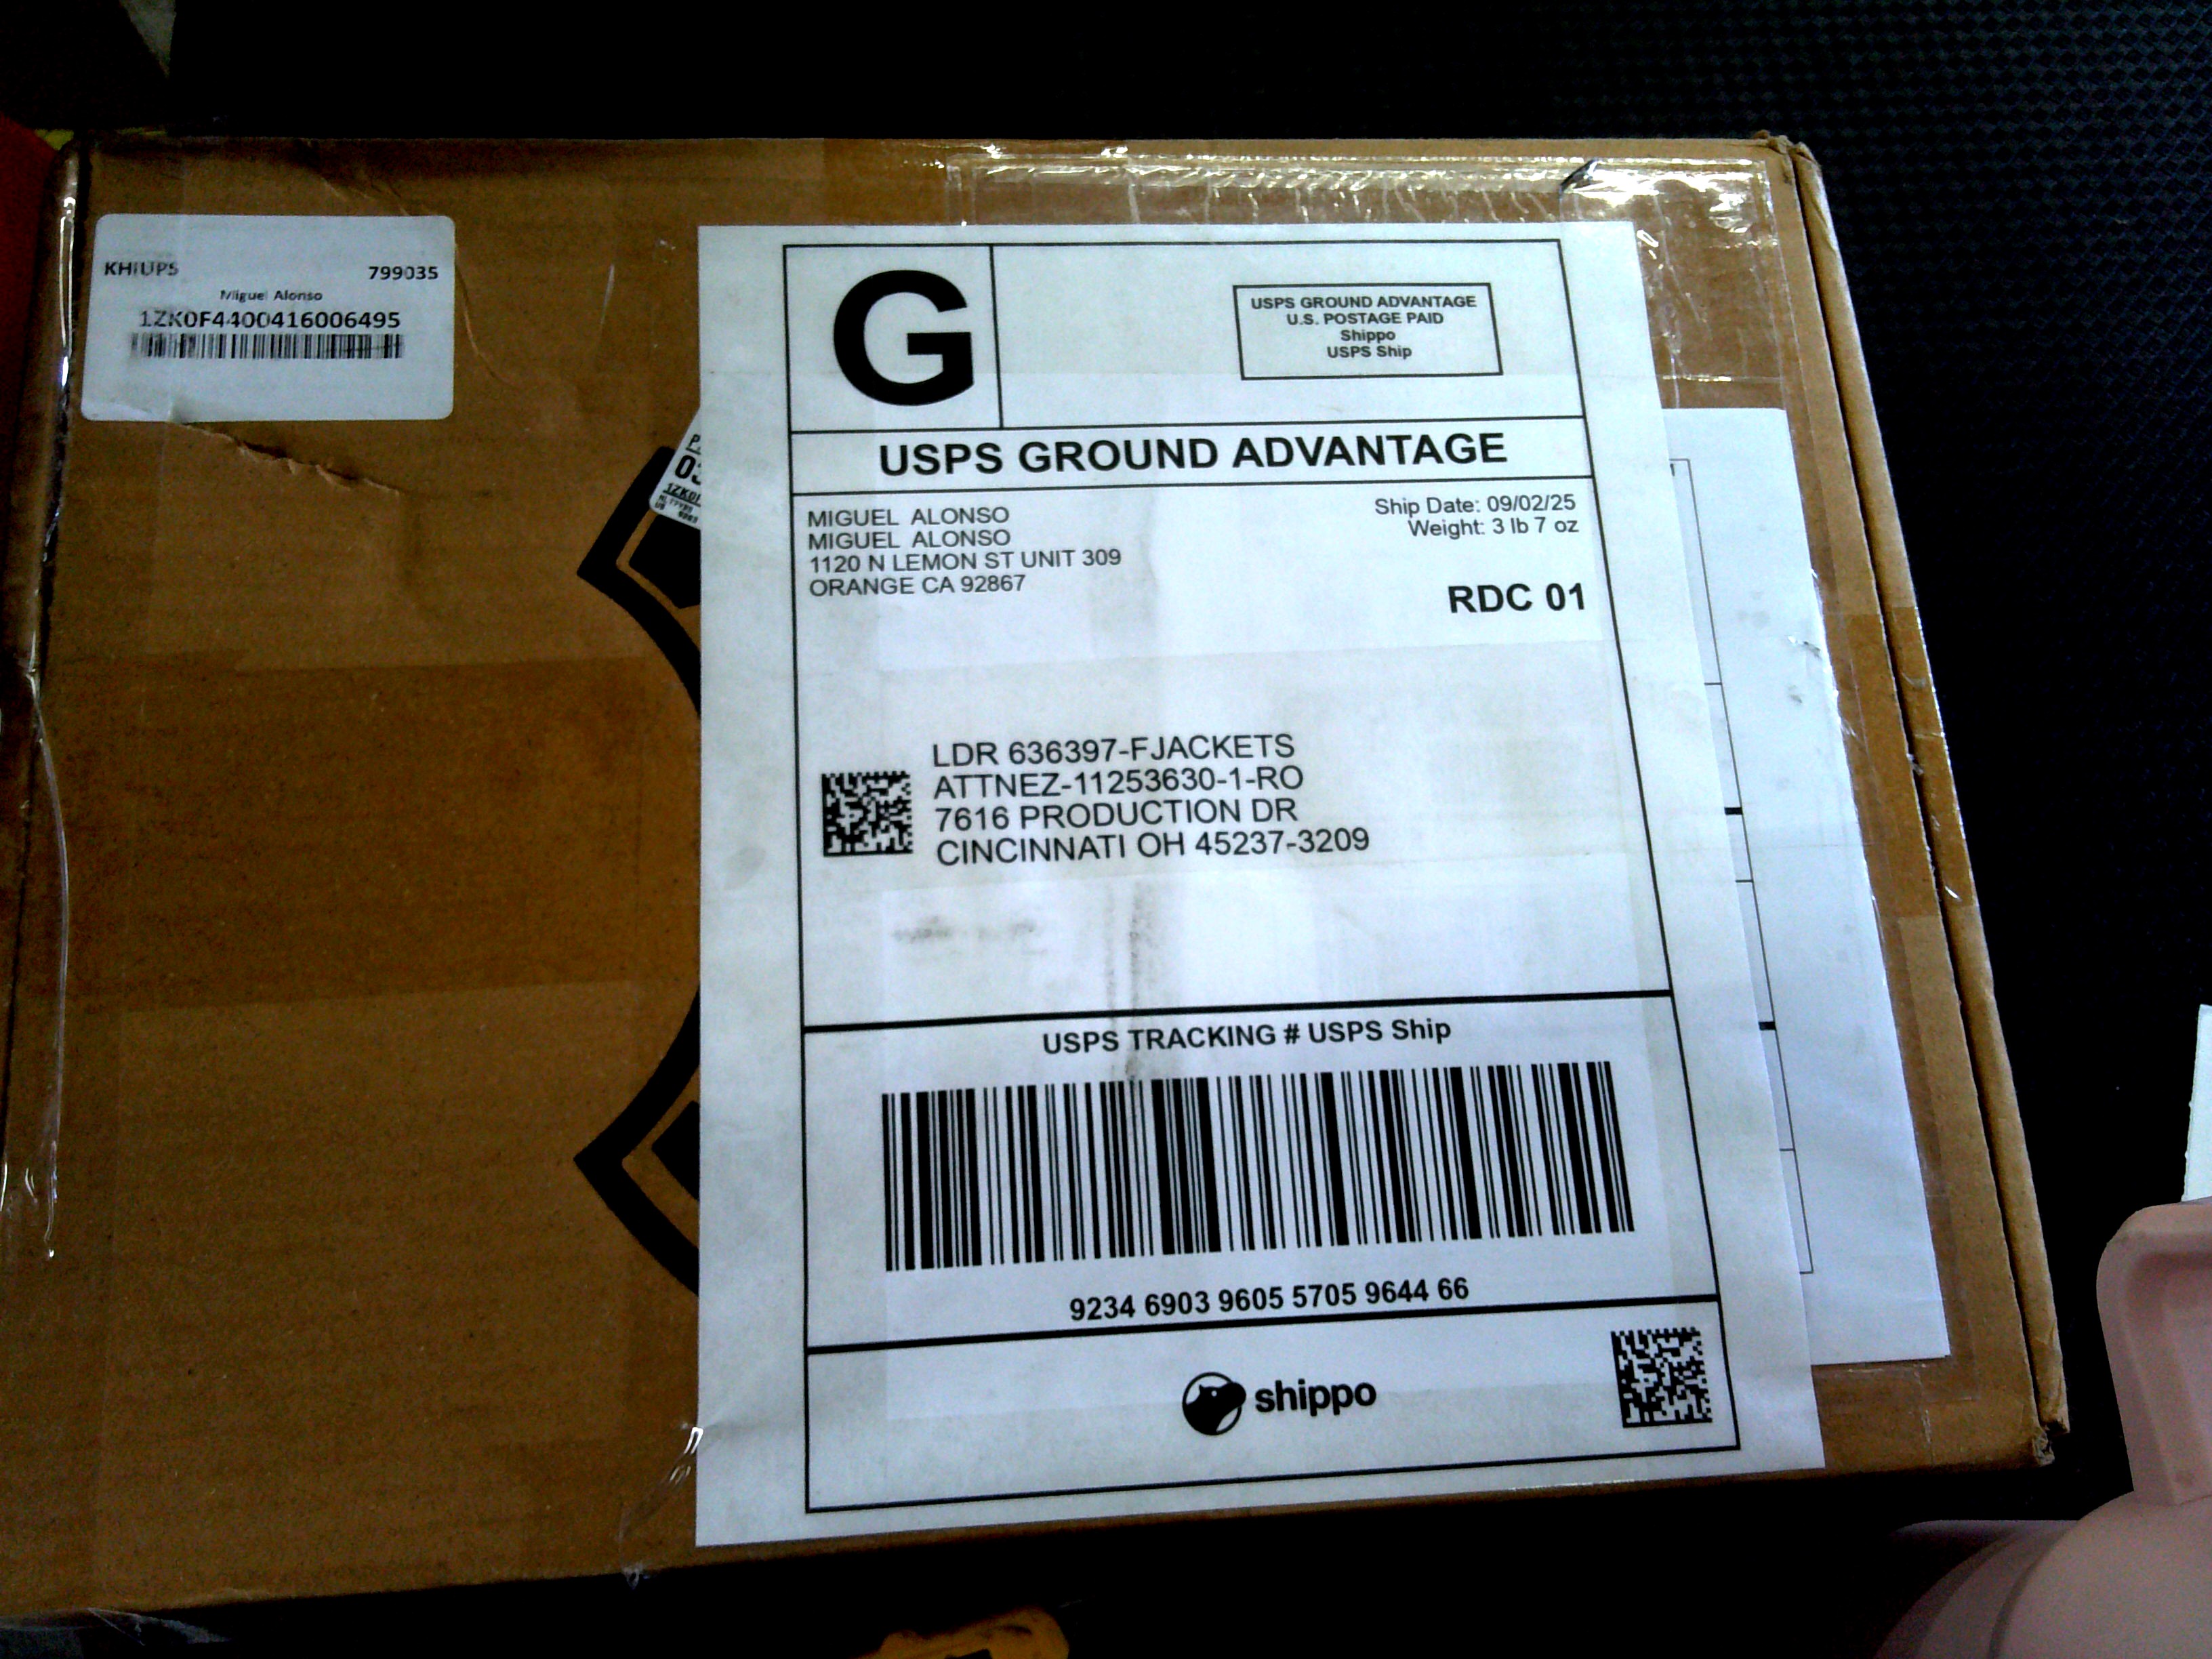 KHIUPS 799035
Miguel Alonso
1ZK0F4400416006495
G
USPS GROUND ADVANTAGE
U.S. POSTAGE PAID
Shippo
USPS Ship
USPS GROUND ADVANTAGE
MIGUEL ALONSO
MIGUEL ALONSO
1120 N LEMON ST UNIT 309
ORANGE CA 92867
Ship Date: 09/02/25
Weight: 3 lb 7 oz
RDC 01
LDR 636397-FJACKETS
ATTNEZ-11253630-1-RO
7616 PRODUCTION DR
CINCINNATI OH 45237-3209
USPS TRACKING # USPS Ship
9234 6903 9605 5705 9644 66
shippo